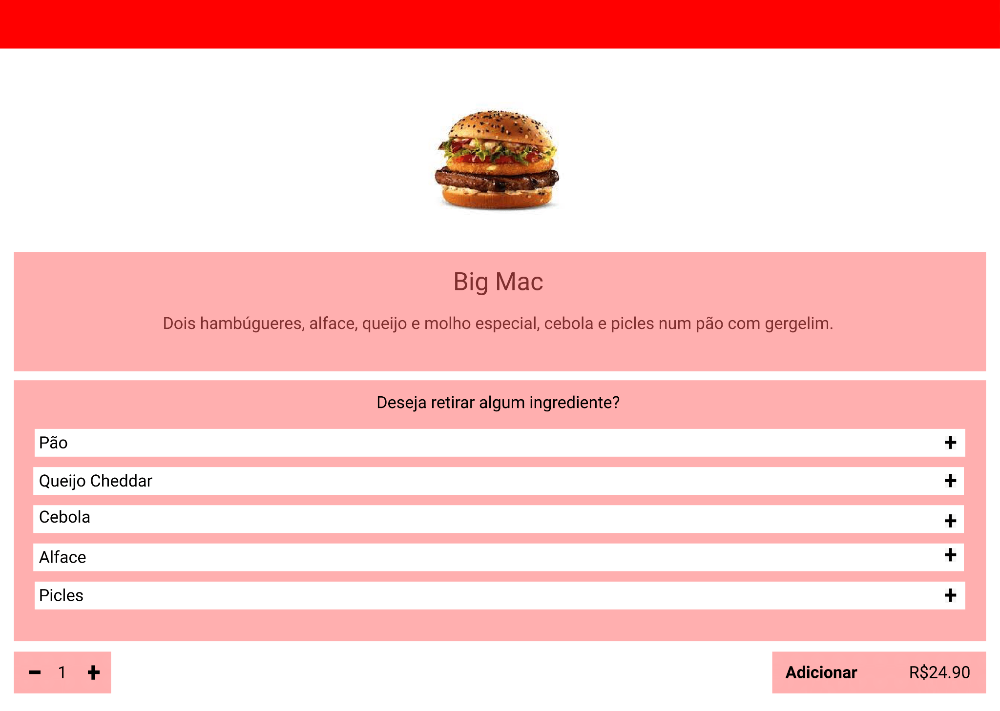 Big Mac
Dois hambúgueres, alface, queijo e molho especial, cebola e picles num pão com gergelim.
Deseja retirar algum ingrediente?
Pão +
Queijo Cheddar +
Cebola +
Alface +
Picles +
- 1 + Adicionar R$24.90